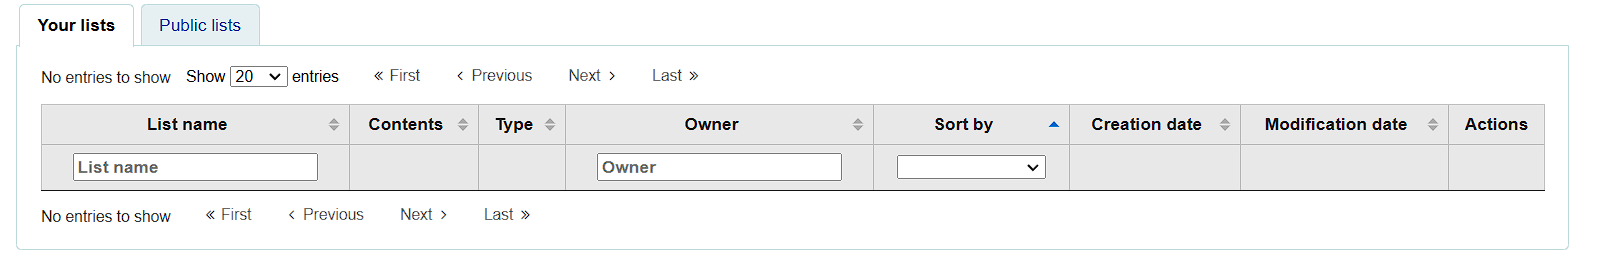 Your lists Public lists
No entries to show Show 20 entries « First ‹ Previous Next › Last »
List name Contents Type Owner Sort by Creation date Modification date Actions
List name Owner
No entries to show « First ‹ Previous Next › Last »